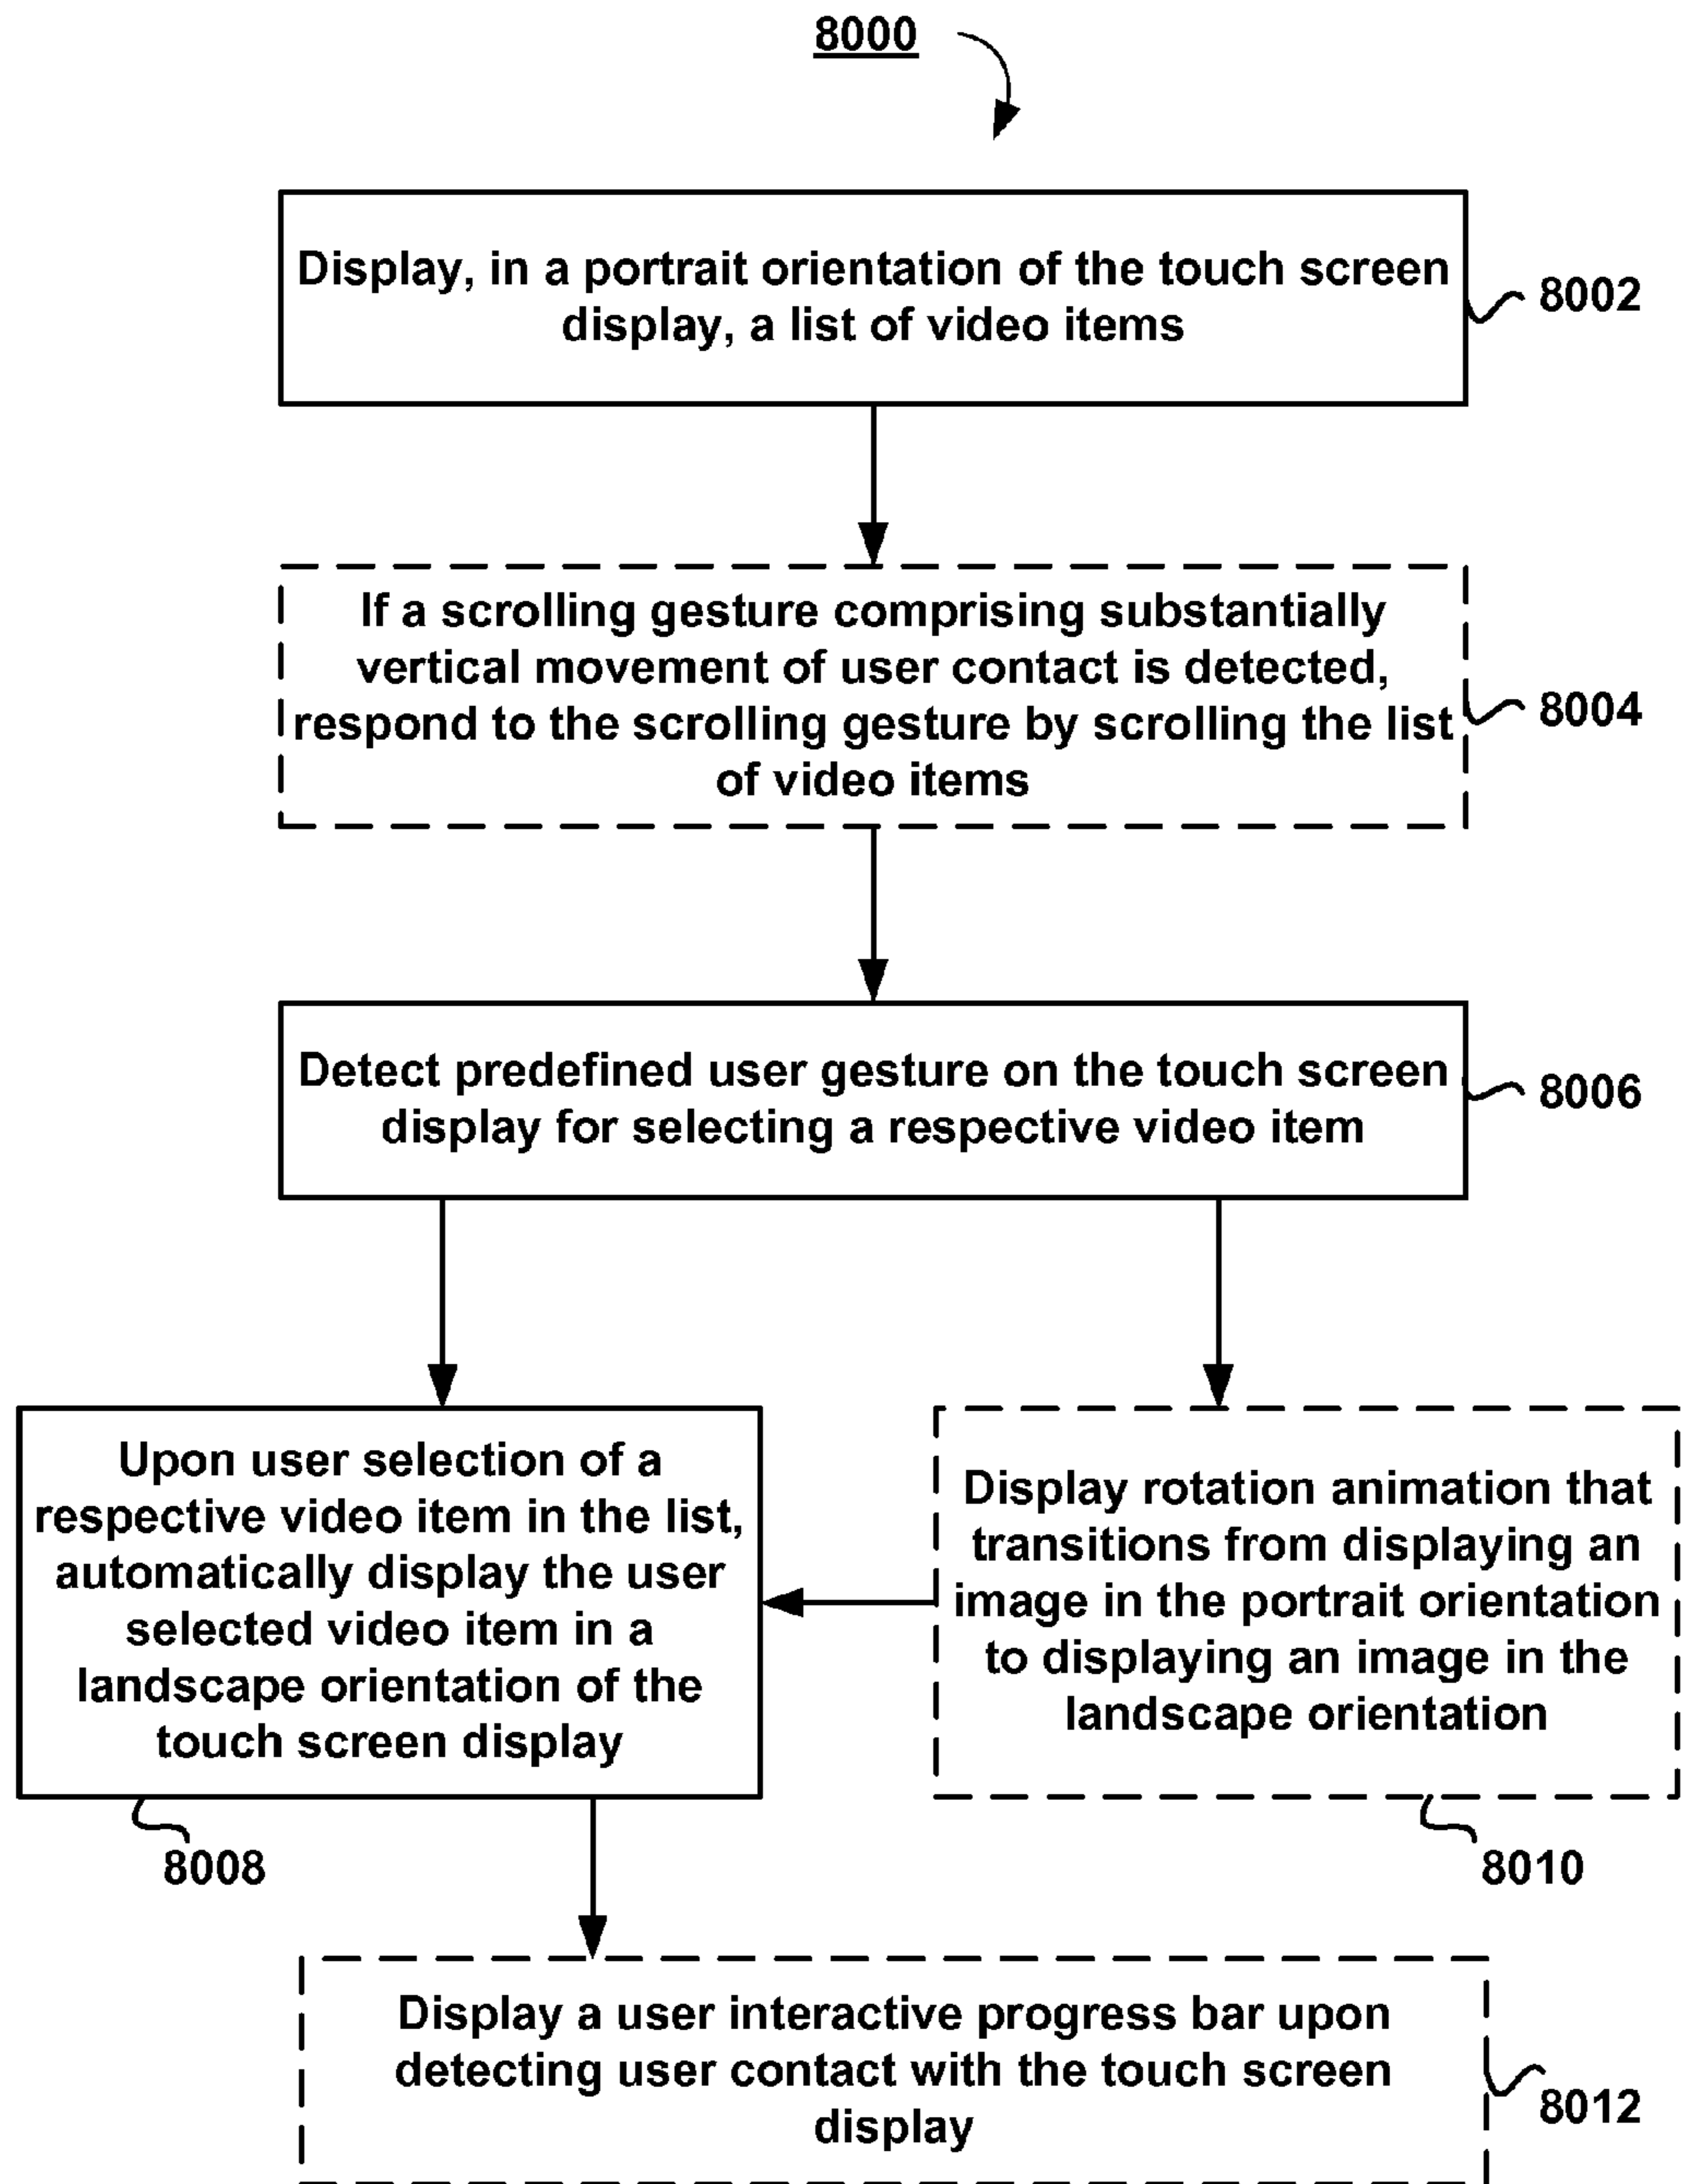 8000
Display, in a portrait orientation of the touch screen
display, a list of video items
8002
If a scrolling gesture comprising substantially
vertical movement of user contact is detected,
respond to the scrolling gesture by scrolling the list
of video items
8004
Detect predefined user gesture on the touch screen
display for selecting a respective video item
8006
Upon user selection of a
respective video item in the list,
automatically display the user
selected video item in a
landscape orientation of the
touch screen display
8008
Display rotation animation that
transitions from displaying an
image in the portrait orientation
to displaying an image in the
landscape orientation
8010
Display a user interactive progress bar upon
detecting user contact with the touch screen
display
8012